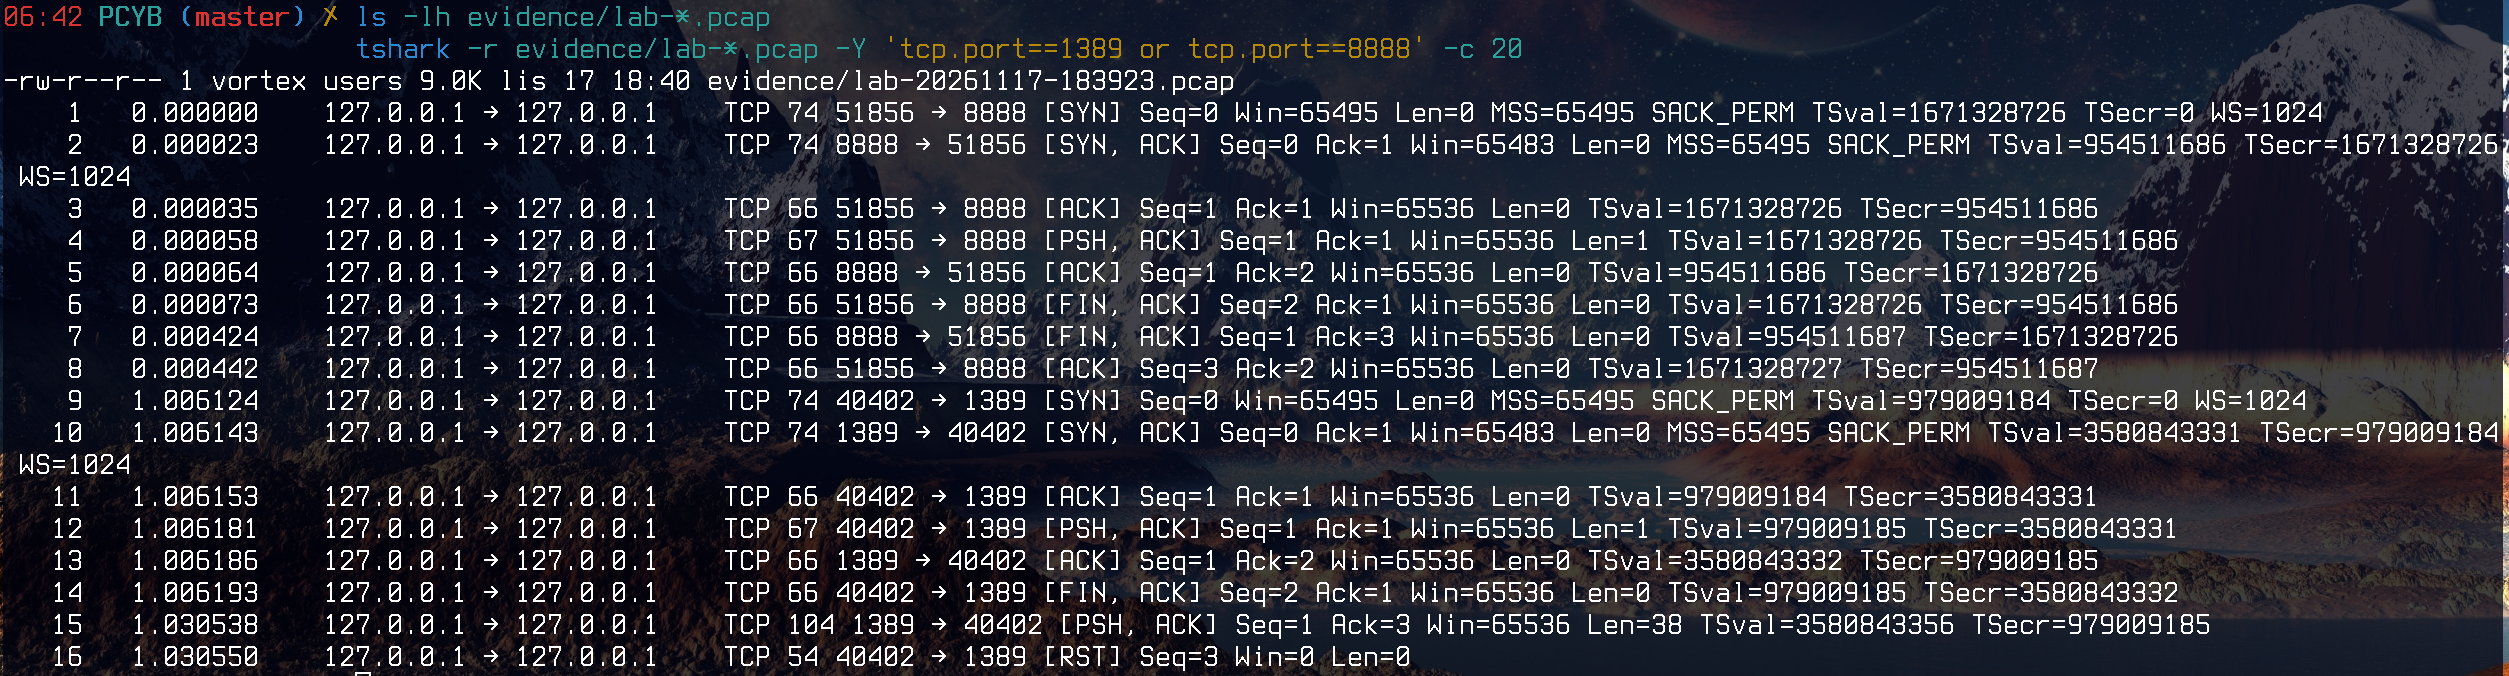 06:42 PCYB (master) ✗ ls -lh evidence/lab-*.pcap
tshark -r evidence/lab-*.pcap -Y 'tcp.port==1389 or tcp.port==8888' -c 20
-rw-r--r-- 1 vortex users 9.0K lis 17 18:40 evidence/lab-20261117-183923.pcap
1 0.000000 127.0.0.1 → 127.0.0.1 TCP 74 51856 → 8888 [SYN] Seq=0 Win=65495 Len=0 MSS=65495 SACK_PERM TSval=1671328726 TSecr=0 WS=1024
2 0.000023 127.0.0.1 → 127.0.0.1 TCP 74 8888 → 51856 [SYN, ACK] Seq=0 Ack=1 Win=65483 Len=0 MSS=65495 SACK_PERM TSval=954511686 TSecr=1671328726
WS=1024
3 0.000035 127.0.0.1 → 127.0.0.1 TCP 66 51856 → 8888 [ACK] Seq=1 Ack=1 Win=65536 Len=0 TSval=1671328726 TSecr=954511686
4 0.000058 127.0.0.1 → 127.0.0.1 TCP 67 51856 → 8888 [PSH, ACK] Seq=1 Ack=1 Win=65536 Len=1 TSval=1671328726 TSecr=954511686
5 0.000064 127.0.0.1 → 127.0.0.1 TCP 66 8888 → 51856 [ACK] Seq=1 Ack=2 Win=65536 Len=0 TSval=954511686 TSecr=1671328726
6 0.000073 127.0.0.1 → 127.0.0.1 TCP 66 51856 → 8888 [FIN, ACK] Seq=2 Ack=1 Win=65536 Len=0 TSval=1671328726 TSecr=954511686
7 0.000424 127.0.0.1 → 127.0.0.1 TCP 66 8888 → 51856 [FIN, ACK] Seq=1 Ack=3 Win=65536 Len=0 TSval=954511687 TSecr=1671328726
8 0.000442 127.0.0.1 → 127.0.0.1 TCP 66 51856 → 8888 [ACK] Seq=3 Ack=2 Win=65536 Len=0 TSval=1671328727 TSecr=954511687
9 1.006124 127.0.0.1 → 127.0.0.1 TCP 74 40402 → 1389 [SYN] Seq=0 Win=65495 Len=0 MSS=65495 SACK_PERM TSval=979009184 TSecr=0 WS=1024
10 1.006143 127.0.0.1 → 127.0.0.1 TCP 74 1389 → 40402 [SYN, ACK] Seq=0 Ack=1 Win=65483 Len=0 MSS=65495 SACK_PERM TSval=3580843331 TSecr=979009184
WS=1024
11 1.006153 127.0.0.1 → 127.0.0.1 TCP 66 40402 → 1389 [ACK] Seq=1 Ack=1 Win=65536 Len=0 TSval=979009184 TSecr=3580843331
12 1.006181 127.0.0.1 → 127.0.0.1 TCP 67 40402 → 1389 [PSH, ACK] Seq=1 Ack=1 Win=65536 Len=1 TSval=979009185 TSecr=3580843331
13 1.006186 127.0.0.1 → 127.0.0.1 TCP 66 1389 → 40402 [ACK] Seq=1 Ack=2 Win=65536 Len=0 TSval=3580843332 TSecr=979009185
14 1.006193 127.0.0.1 → 127.0.0.1 TCP 66 40402 → 1389 [FIN, ACK] Seq=2 Ack=1 Win=65536 Len=0 TSval=979009185 TSecr=3580843332
15 1.030538 127.0.0.1 → 127.0.0.1 TCP 104 1389 → 40402 [PSH, ACK] Seq=1 Ack=3 Win=65536 Len=38 TSval=3580843356 TSecr=979009185
16 1.030550 127.0.0.1 → 127.0.0.1 TCP 54 40402 → 1389 [RST] Seq=3 Win=0 Len=0